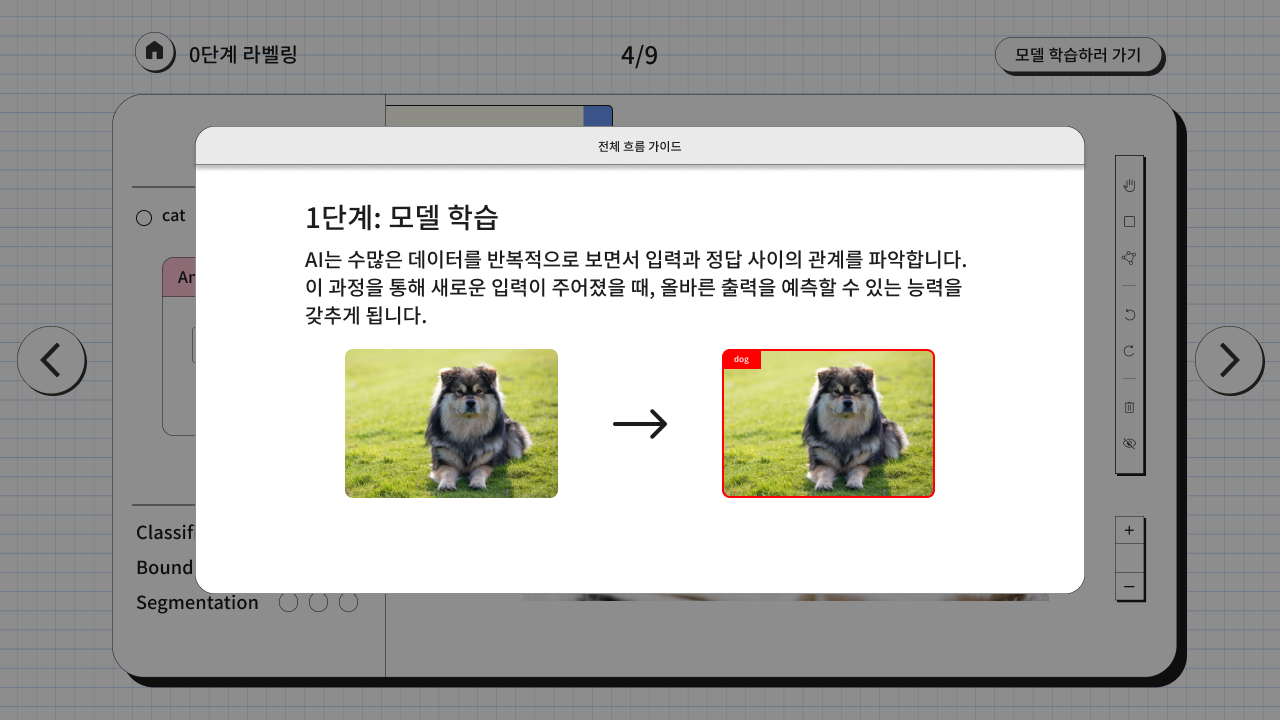 0단계 라벨링
4/9
모델 학습하러 가기
전체 흐름 가이드
1단계: 모델 학습
AI는 수많은 데이터를 반복적으로 보면서 입력과 정답 사이의 관계를 파악합니다.
이 과정을 통해 새로운 입력이 주어졌을 때, 올바른 출력을 예측할 수 있는 능력을
갖추게 됩니다.
dog
cat
Bound
Segmentation
+
−